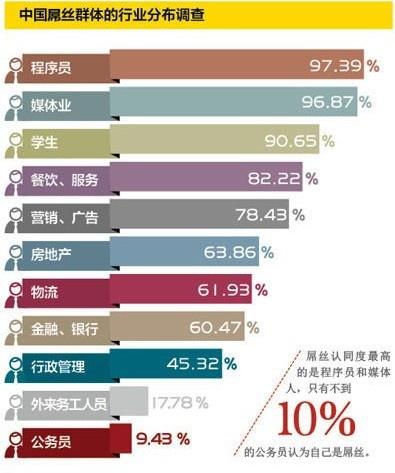 中国屌丝群体的行业分布调查
程序员 97.39 %
媒体业 96.87 %
学生 90.65 %
餐饮、服务 82.22 %
营销、广告 78.43 %
房地产 63.86 %
物流 61.93 %
金融、银行 60.47 %
行政管理 45.32 %
外来务工人员 17.78 %
公务员 9.43 %
屌丝认同度最高
的是程序员和媒体
人，只有不到
10%
的公务员认为自己是屌丝。